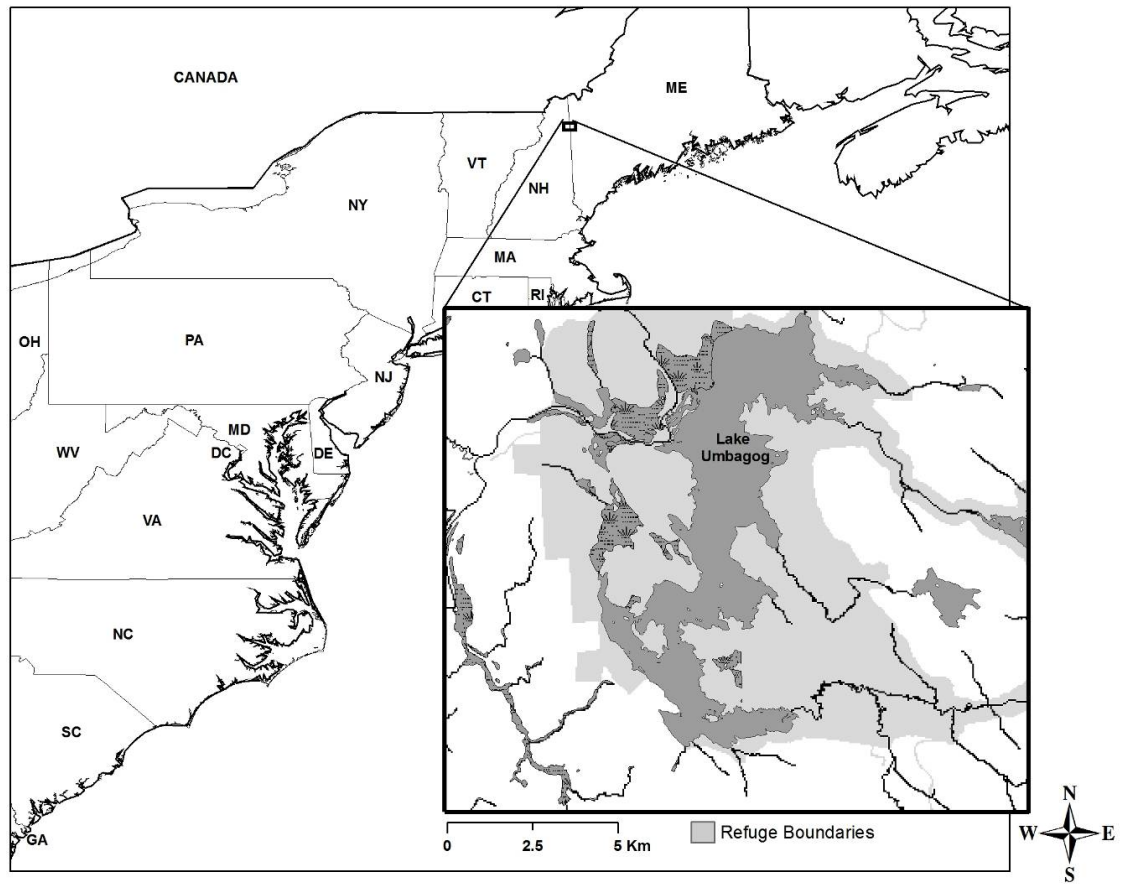 CANADA
ME
VT
NH
NY
MA
CT
RI
OH
PA
NJ
MD
DC
DE
WV
VA
NC
SC
GA
Lake
Umbagog
0
2.5
5 Km
Refuge Boundaries
N
W
E
S